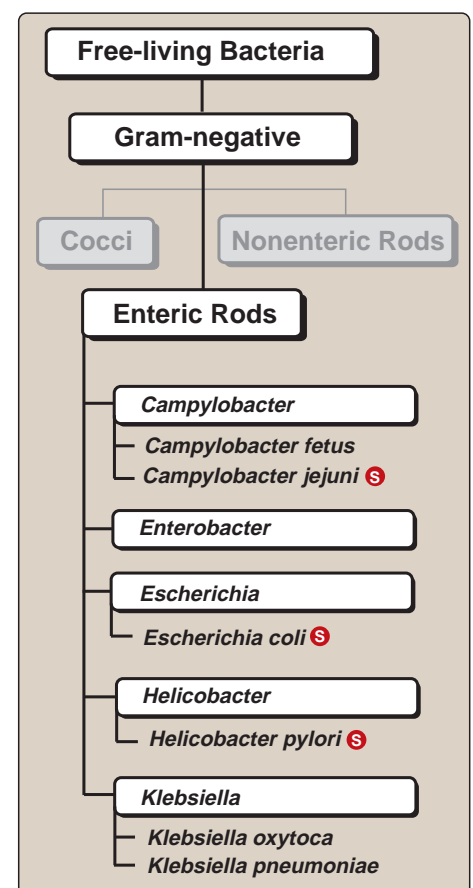 Free-living Bacteria
Gram-negative
Cocci
Nonenteric Rods
Enteric Rods
Campylobacter
Campylobacter fetus
Campylobacter jejuni S
Enterobacter
Escherichia
Escherichia coli S
Helicobacter
Helicobacter pylori S
Klebsiella
Klebsiella oxytoca
Klebsiella pneumoniae